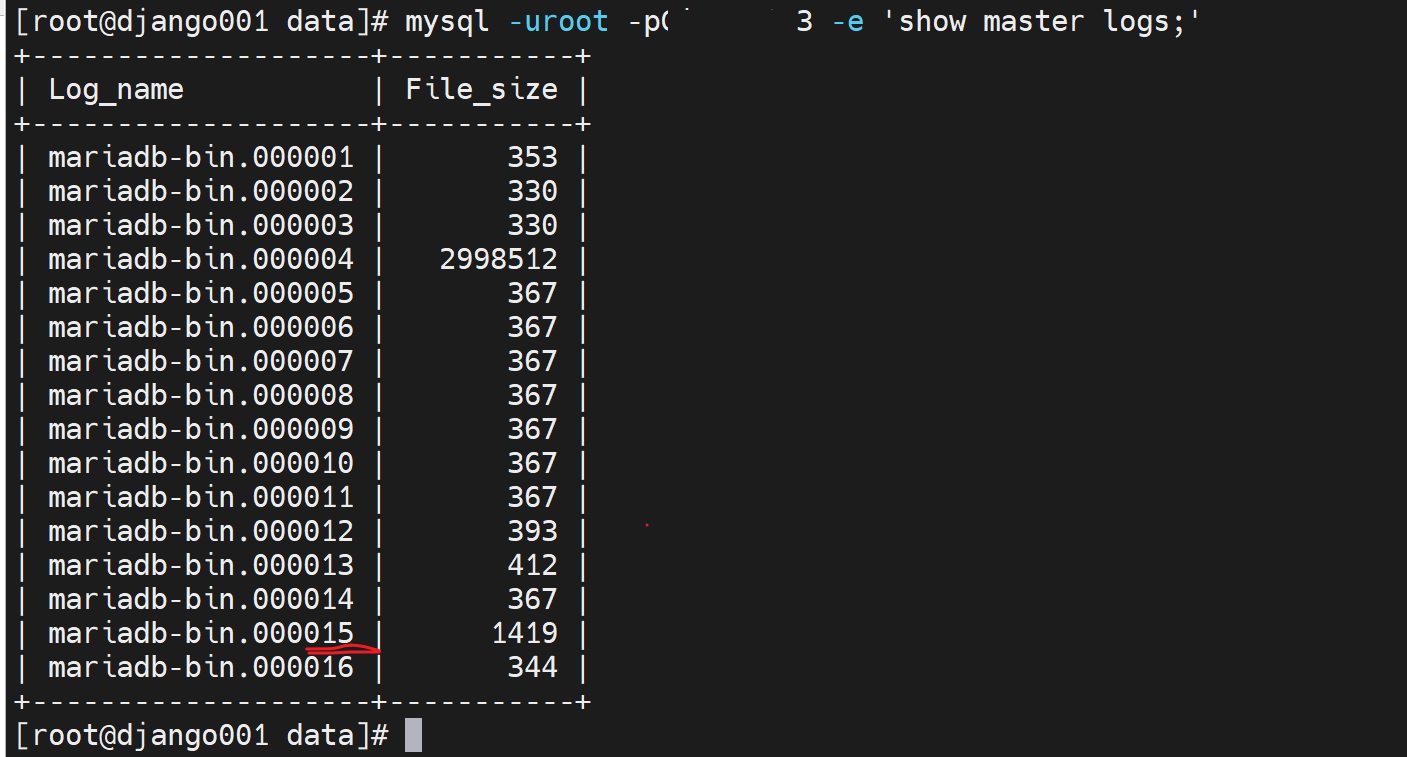 [root@django001 data]# mysql -uroot -p 3 -e 'show master logs;'
+--------------------+-----------+
| Log_name           | File_size |
+--------------------+-----------+
| mariadb-bin.000001 |       353 |
| mariadb-bin.000002 |       330 |
| mariadb-bin.000003 |       330 |
| mariadb-bin.000004 |   2998512 |
| mariadb-bin.000005 |       367 |
| mariadb-bin.000006 |       367 |
| mariadb-bin.000007 |       367 |
| mariadb-bin.000008 |       367 |
| mariadb-bin.000009 |       367 |
| mariadb-bin.000010 |       367 |
| mariadb-bin.000011 |       367 |
| mariadb-bin.000012 |       393 |
| mariadb-bin.000013 |       412 |
| mariadb-bin.000014 |       367 |
| mariadb-bin.000015 |      1419 |
| mariadb-bin.000016 |       344 |
+--------------------+-----------+
[root@django001 data]#